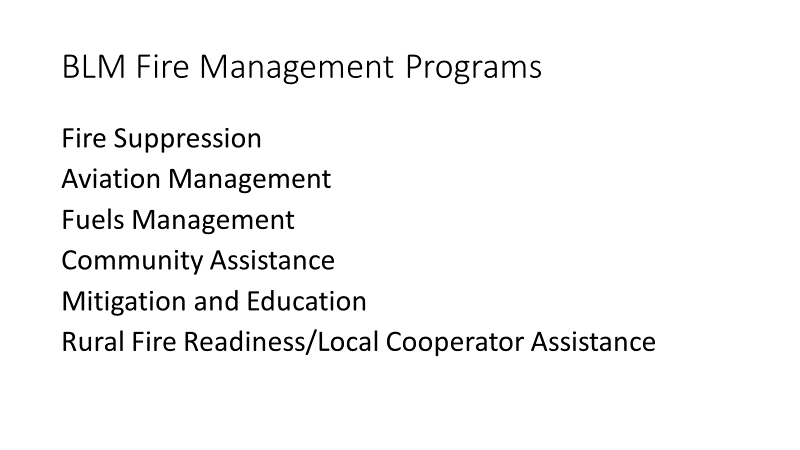 BLM Fire Management Programs
Fire Suppression
Aviation Management
Fuels Management
Community Assistance
Mitigation and Education
Rural Fire Readiness/Local Cooperator Assistance